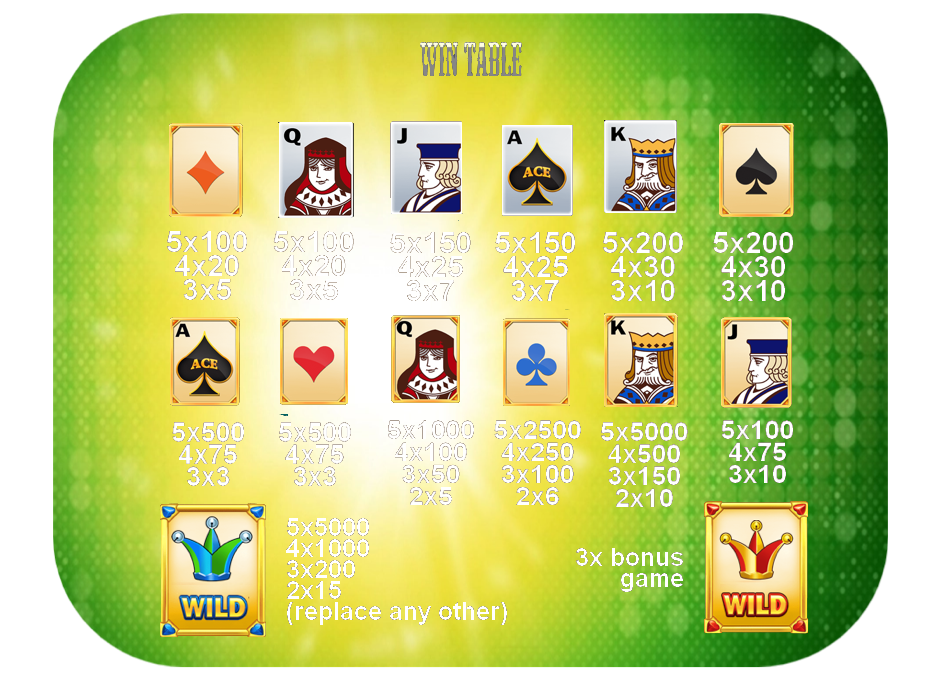 WIN TABLE
Q J A K
ACE
5x100 5x100 5x150 5x150 5x200 5x200
4x20 4x20 4x25 4x25 4x30 4x30
3x5 3x5 3x7 3x7 3x10 3x10
A Q K J
ACE
5x500 5x500 5x1000 5x2500 5x5000 5x100
4x75 4x75 4x100 4x250 4x500 4x75
3x3 3x3 3x50 3x100 3x150 3x10
2x5 2x6 2x10
5x5000
4x1000
3x200
2x15
(replace any other)
WILD
3x bonus
game
WILD